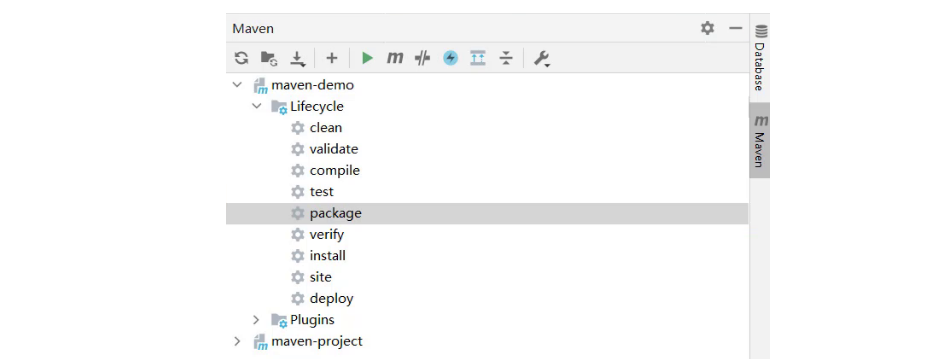 Maven
Database
m
maven-demo
Lifecycle
clean
validate
compile
test
package
verify
install
site
deploy
Plugins
maven-project
m Maven